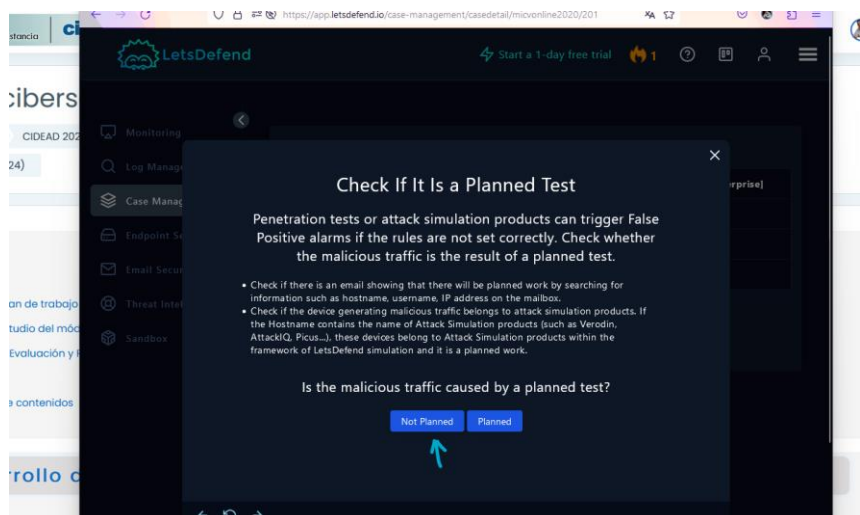 https://app.letsdefend.io/case-management/casedetail/micvonline2020/201
stancia
LetsDefend
Start a 1-day free trial
1
cibers
CIDEAD 202
24)
Monitoring
Log Manage
Case Manag
Endpoint Se
Email Secur
Threat Intel
Sandbox
rprise]
Check If It Is a Planned Test
Penetration tests or attack simulation products can trigger False
Positive alarms if the rules are not set correctly. Check whether
the malicious traffic is the result of a planned test.
• Check if there is an email showing that there will be planned work by searching for
information such as hostname, username, IP address on the mailbox.
• Check if the device generating malicious traffic belongs to attack simulation products. If
the Hostname contains the name of Attack Simulation products (such as Verodin,
AttackIQ, Picus...), these devices belong to Attack Simulation products within the
framework of LetsDefend simulation and it is a planned work.
Is the malicious traffic caused by a planned test?
Not Planned
Planned
an de trabajo
tudio del mód
Evaluación y
e contenidos
rrollo d